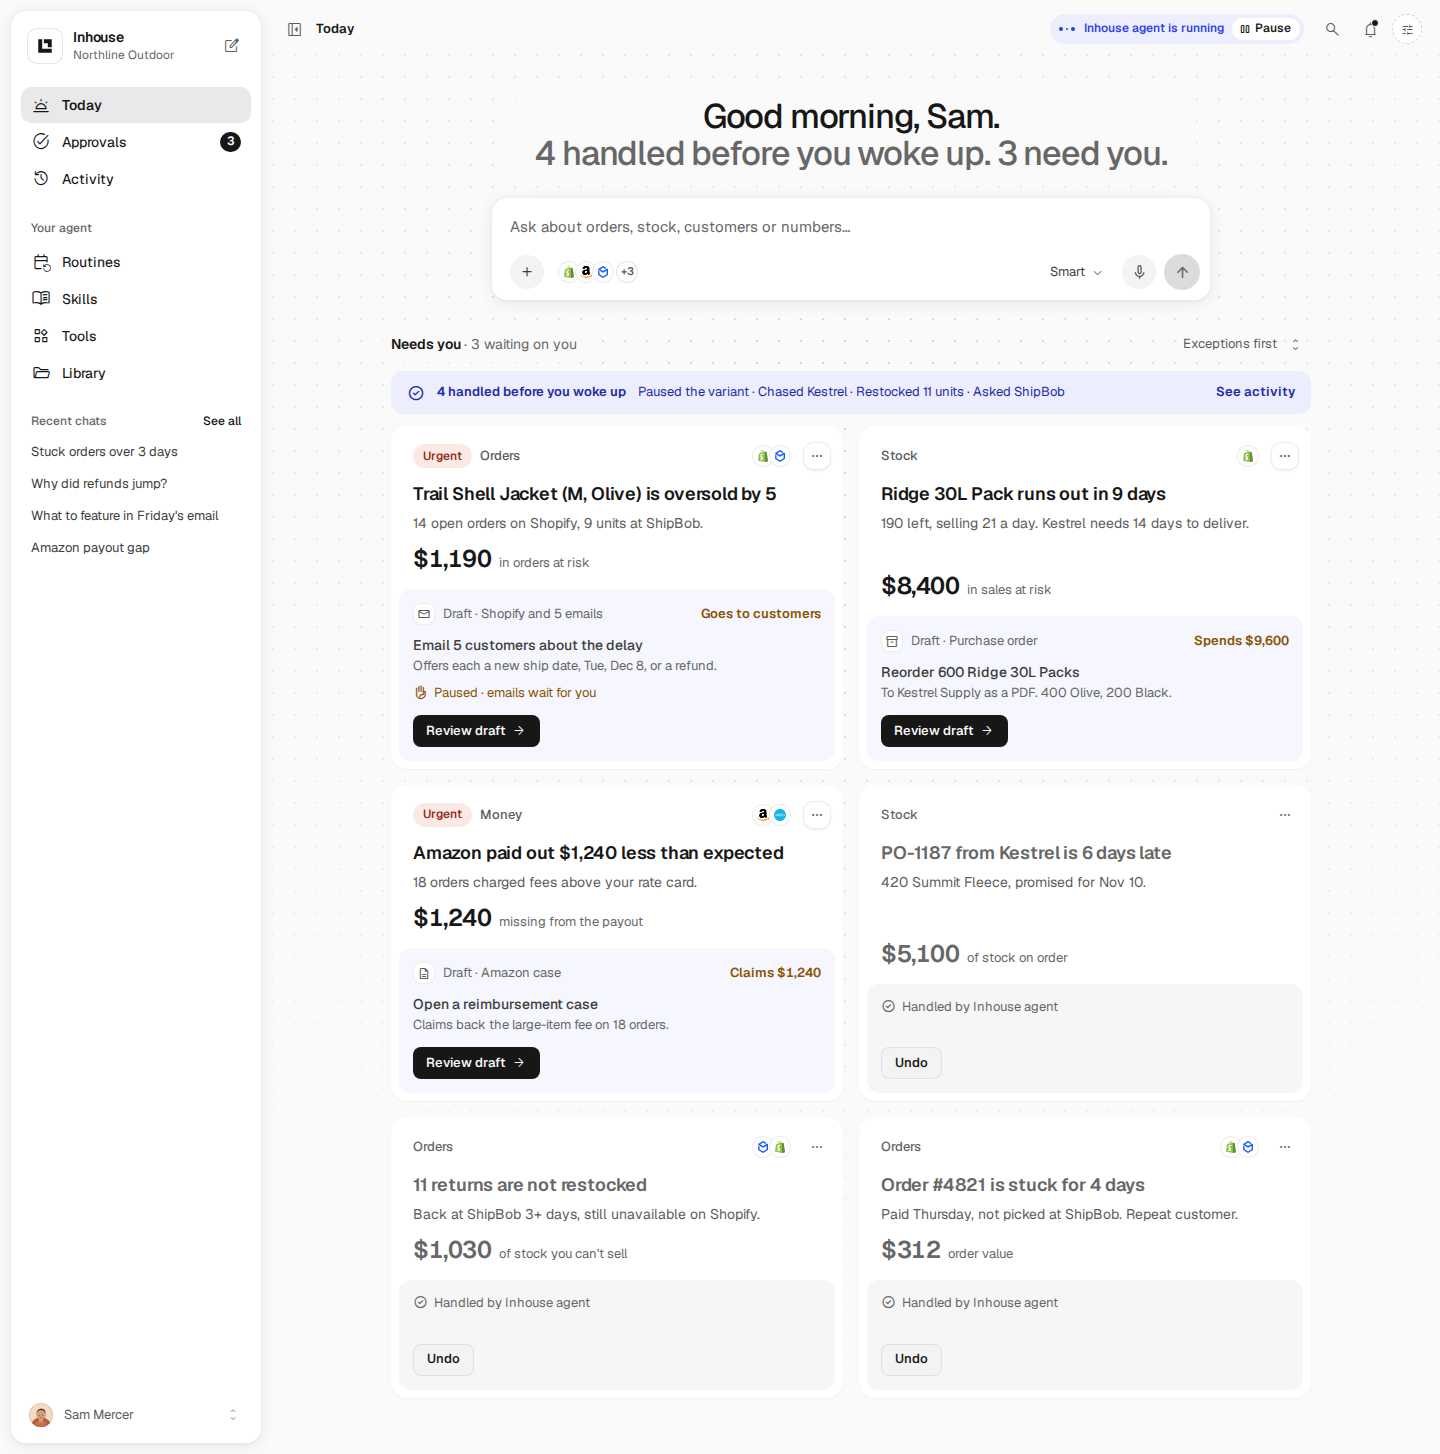 Inhouse
Northline Outdoor
Today
Approvals
3
Activity
Your agent
Routines
Skills
Tools
Library
Recent chats
See all
Stuck orders over 3 days
Why did refunds jump?
What to feature in Friday's email
Amazon payout gap
Sam Mercer
Today
Inhouse agent is running
Pause
Good morning, Sam.
4 handled before you woke up. 3 need you.
Ask about orders, stock, customers or numbers...
+3
Smart
Needs you · 3 waiting on you
Exceptions first
4 handled before you woke up Paused the variant · Chased Kestrel · Restocked 11 units · Asked ShipBob
See activity
Urgent Orders
Trail Shell Jacket (M, Olive) is oversold by 5
14 open orders on Shopify, 9 units at ShipBob.
$1,190 in orders at risk
Draft · Shopify and 5 emails
Goes to customers
Email 5 customers about the delay
Offers each a new ship date, Tue, Dec 8, or a refund.
Paused · emails wait for you
Review draft
Stock
Ridge 30L Pack runs out in 9 days
190 left, selling 21 a day. Kestrel needs 14 days to deliver.
$8,400 in sales at risk
Draft · Purchase order
Spends $9,600
Reorder 600 Ridge 30L Packs
To Kestrel Supply as a PDF. 400 Olive, 200 Black.
Review draft
Urgent Money
Amazon paid out $1,240 less than expected
18 orders charged fees above your rate card.
$1,240 missing from the payout
Draft · Amazon case
Claims $1,240
Open a reimbursement case
Claims back the large-item fee on 18 orders.
Review draft
Stock
PO-1187 from Kestrel is 6 days late
420 Summit Fleece, promised for Nov 10.
$5,100 of stock on order
Handled by Inhouse agent
Undo
Orders
11 returns are not restocked
Back at ShipBob 3+ days, still unavailable on Shopify.
$1,030 of stock you can't sell
Handled by Inhouse agent
Undo
Orders
Order #4821 is stuck for 4 days
Paid Thursday, not picked at ShipBob. Repeat customer.
$312 order value
Handled by Inhouse agent
Undo